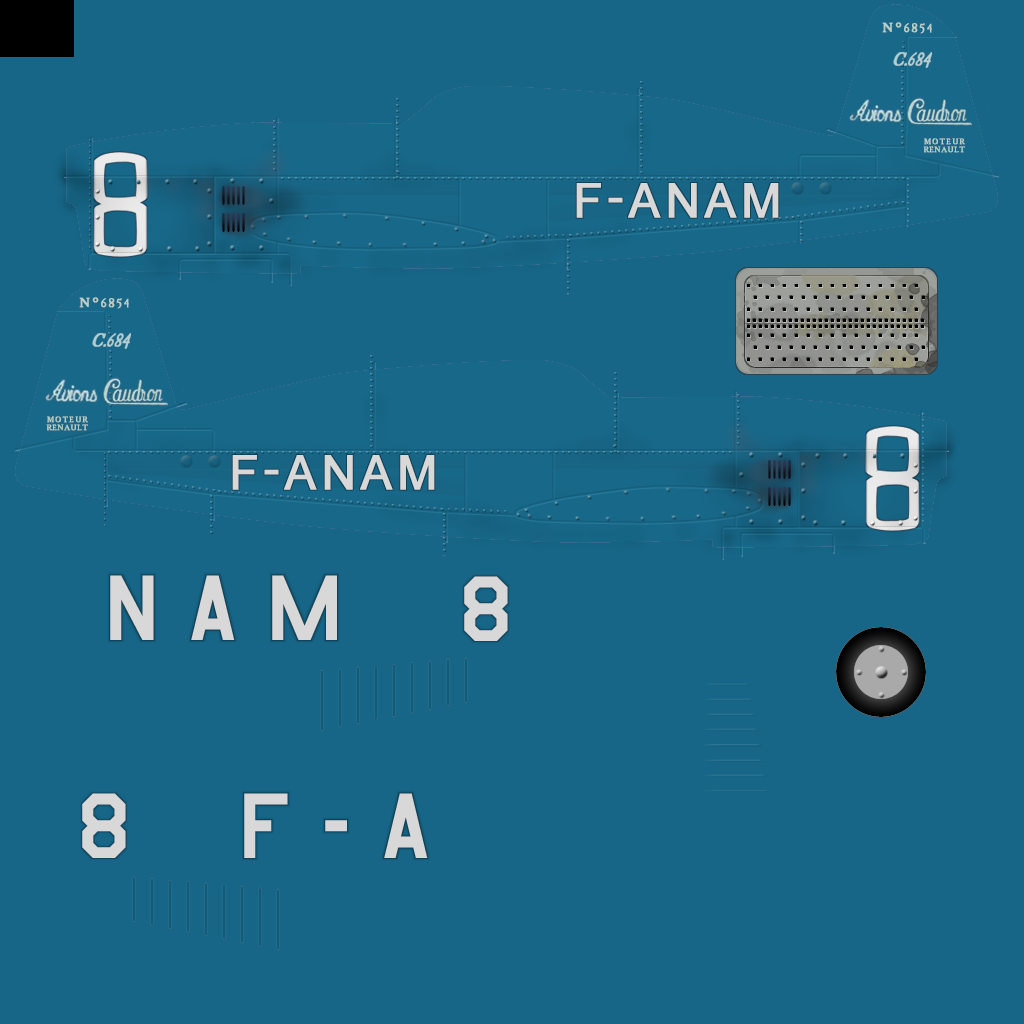 N°6854
C.684
Avions Caudron
MOTEUR
RENAULT
8
F-ANAM
N°6854
C.684
Avions Caudron
MOTEUR
RENAULT
F-ANAM
8
NAM 8
8 F-A